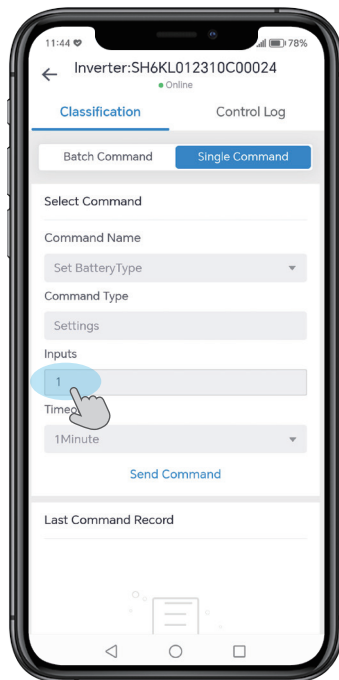 11:44 78%
Inverter:SH6KL012310C00024
Online
Classification Control Log
Batch Command Single Command
Select Command
Command Name
Set BatteryType
Command Type
Settings
Inputs
1
1Minute
Send Command
Last Command Record